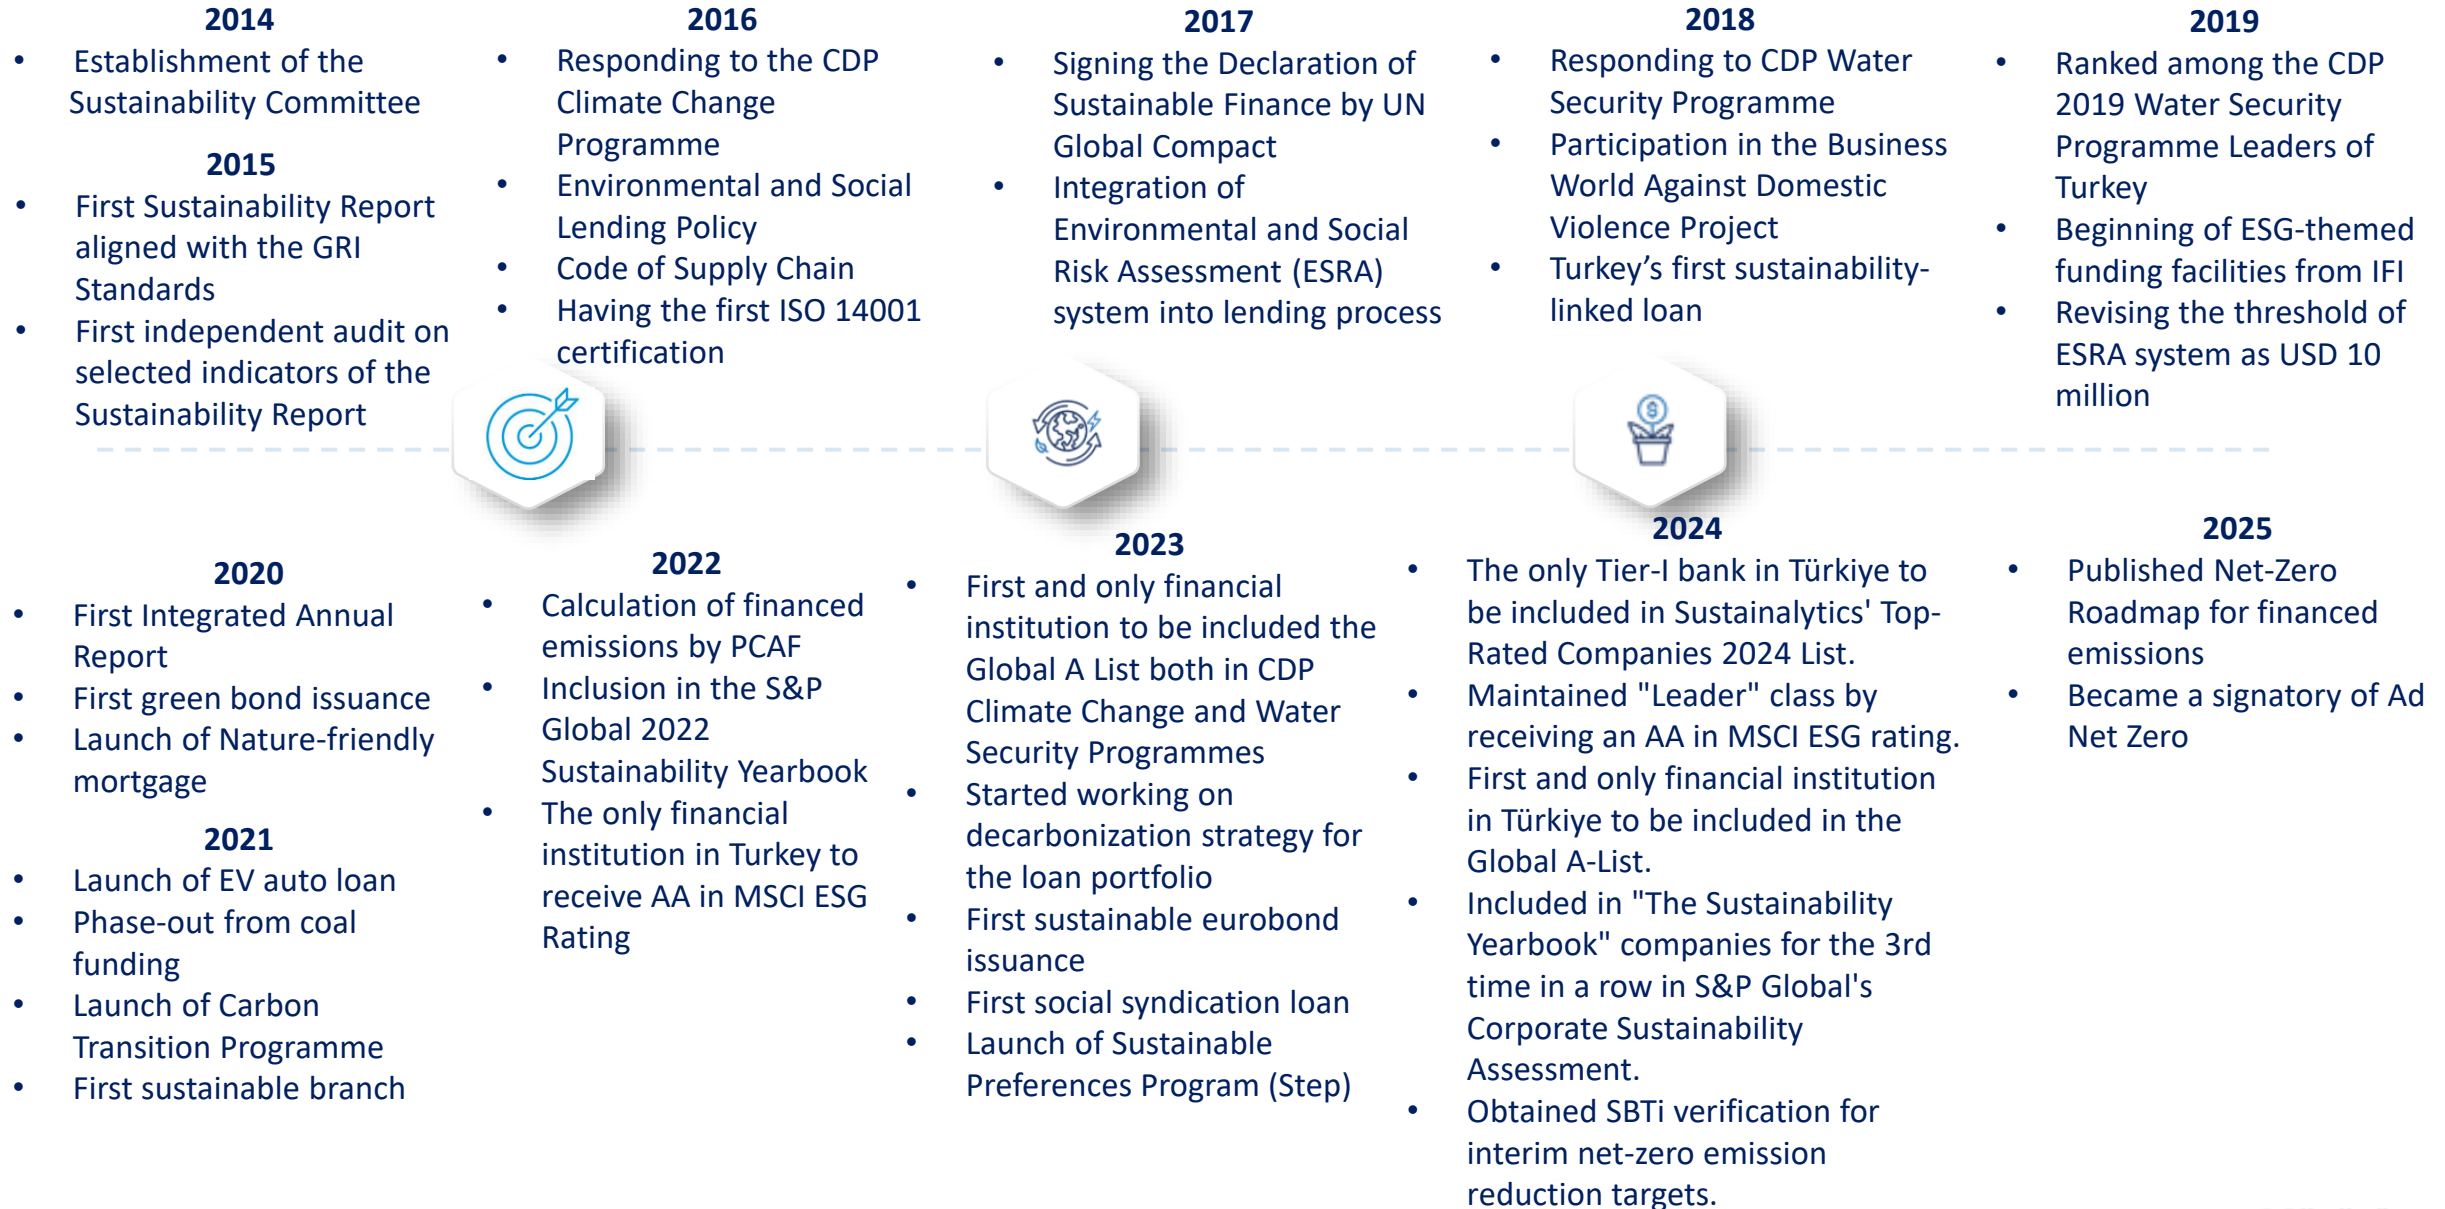 2014
• Establishment of the
Sustainability Committee
2015
• First Sustainability Report
aligned with the GRI
Standards
• First independent audit on
selected indicators of the
Sustainability Report
2016
• Responding to the CDP
Climate Change
Programme
• Environmental and Social
Lending Policy
• Code of Supply Chain
• Having the first ISO 14001
certification
2017
• Signing the Declaration of
Sustainable Finance by UN
Global Compact
• Integration of
Environmental and Social
Risk Assessment (ESRA)
system into lending process
2018
• Responding to CDP Water
Security Programme
• Participation in the Business
World Against Domestic
Violence Project
• Turkey’s first sustainability-
linked loan
2019
• Ranked among the CDP
2019 Water Security
Programme Leaders of
Turkey
• Beginning of ESG-themed
funding facilities from IFI
• Revising the threshold of
ESRA system as USD 10
million
2020
• First Integrated Annual
Report
• First green bond issuance
• Launch of Nature-friendly
mortgage
2021
• Launch of EV auto loan
• Phase-out from coal
funding
• Launch of Carbon
Transition Programme
• First sustainable branch
2022
• Calculation of financed
emissions by PCAF
• Inclusion in the S&P
Global 2022
Sustainability Yearbook
• The only financial
institution in Turkey to
receive AA in MSCI ESG
Rating
2023
• First and only financial
institution to be included the
Global A List both in CDP
Climate Change and Water
Security Programmes
• Started working on
decarbonization strategy for
the loan portfolio
• First sustainable eurobond
issuance
• First social syndication loan
• Launch of Sustainable
Preferences Program (Step)
2024
• The only Tier-I bank in Türkiye to
be included in Sustainalytics' Top-
Rated Companies 2024 List.
• Maintained "Leader" class by
receiving an AA in MSCI ESG rating.
• First and only financial institution
in Türkiye to be included in the
Global A-List.
• Included in "The Sustainability
Yearbook" companies for the 3rd
time in a row in S&P Global's
Corporate Sustainability
Assessment.
• Obtained SBTi verification for
interim net-zero emission
reduction targets.
2025
• Published Net-Zero
Roadmap for financed
emissions
• Became a signatory of Ad
Net Zero